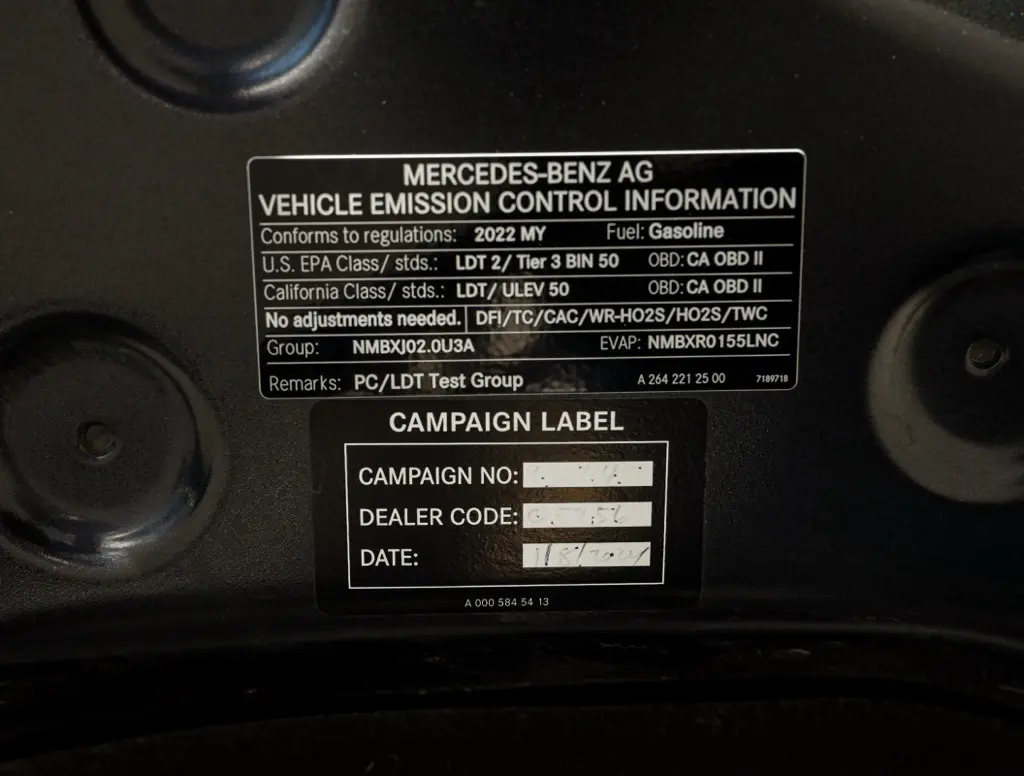 MERCEDES-BENZ AG
VEHICLE EMISSION CONTROL INFORMATION
Conforms to regulations: 2022 MY Fuel: Gasoline
U.S. EPA Class/ stds.: LDT 2/ Tier 3 BIN 50 OBD: CA OBD II
California Class/ stds.: LDT/ ULEV 50 OBD: CA OBD II
No adjustments needed. DFI/TC/CAC/WR-HO2S/HO2S/TWC
Group: NMBXJ02.0U3A EVAP: NMBXR0155LNC
Remarks: PC/LDT Test Group A 264 221 25 00 7189718
CAMPAIGN LABEL
CAMPAIGN NO:
DEALER CODE:
DATE:
A 000 584 54 13